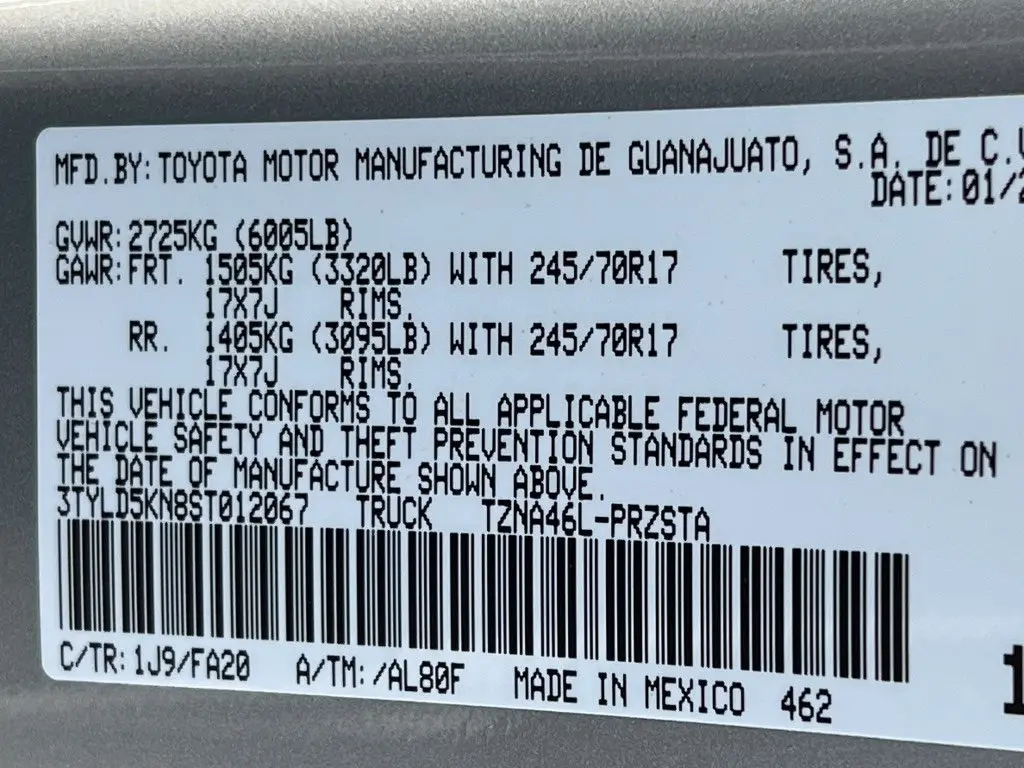 MFD.BY:TOYOTA MOTOR MANUFACTURING DE GUANAJUATO, S.A. DE C.V
DATE:01/2
GVWR:2725KG (6005LB)
GAWR:FRT. 1505KG (3320LB) WITH 245/70R17 TIRES,
17X7J RIMS.
RR. 1405KG (3095LB) WITH 245/70R17 TIRES,
17X7J RIMS.
THIS VEHICLE CONFORMS TO ALL APPLICABLE FEDERAL MOTOR
VEHICLE SAFETY AND THEFT PREVENTION STANDARDS IN EFFECT ON
THE DATE OF MANUFACTURE SHOWN ABOVE.
3TYLD5KN8ST012067 TRUCK TZNA46L-PRZSTA
C/TR:1J9/FA20 A/TM:/AL80F MADE IN MEXICO 462
1